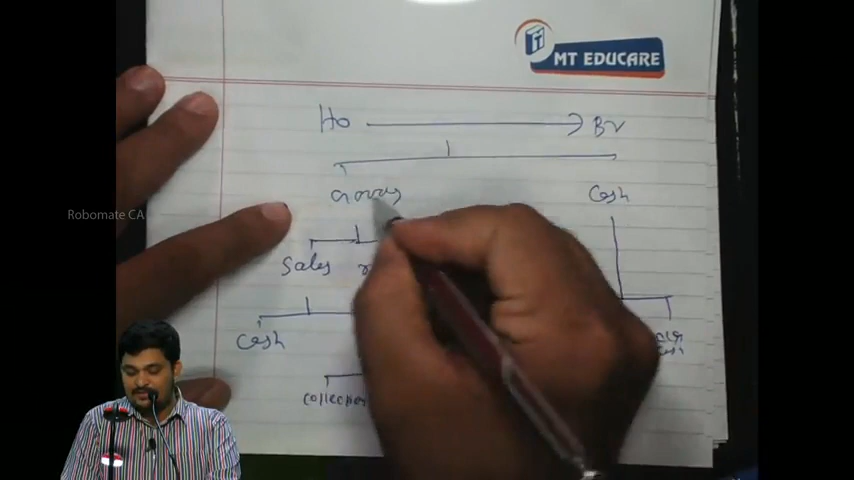 MT EDUCARE
Ho Br
Goods Cash
Robomate CA
Sales
Cash
collection